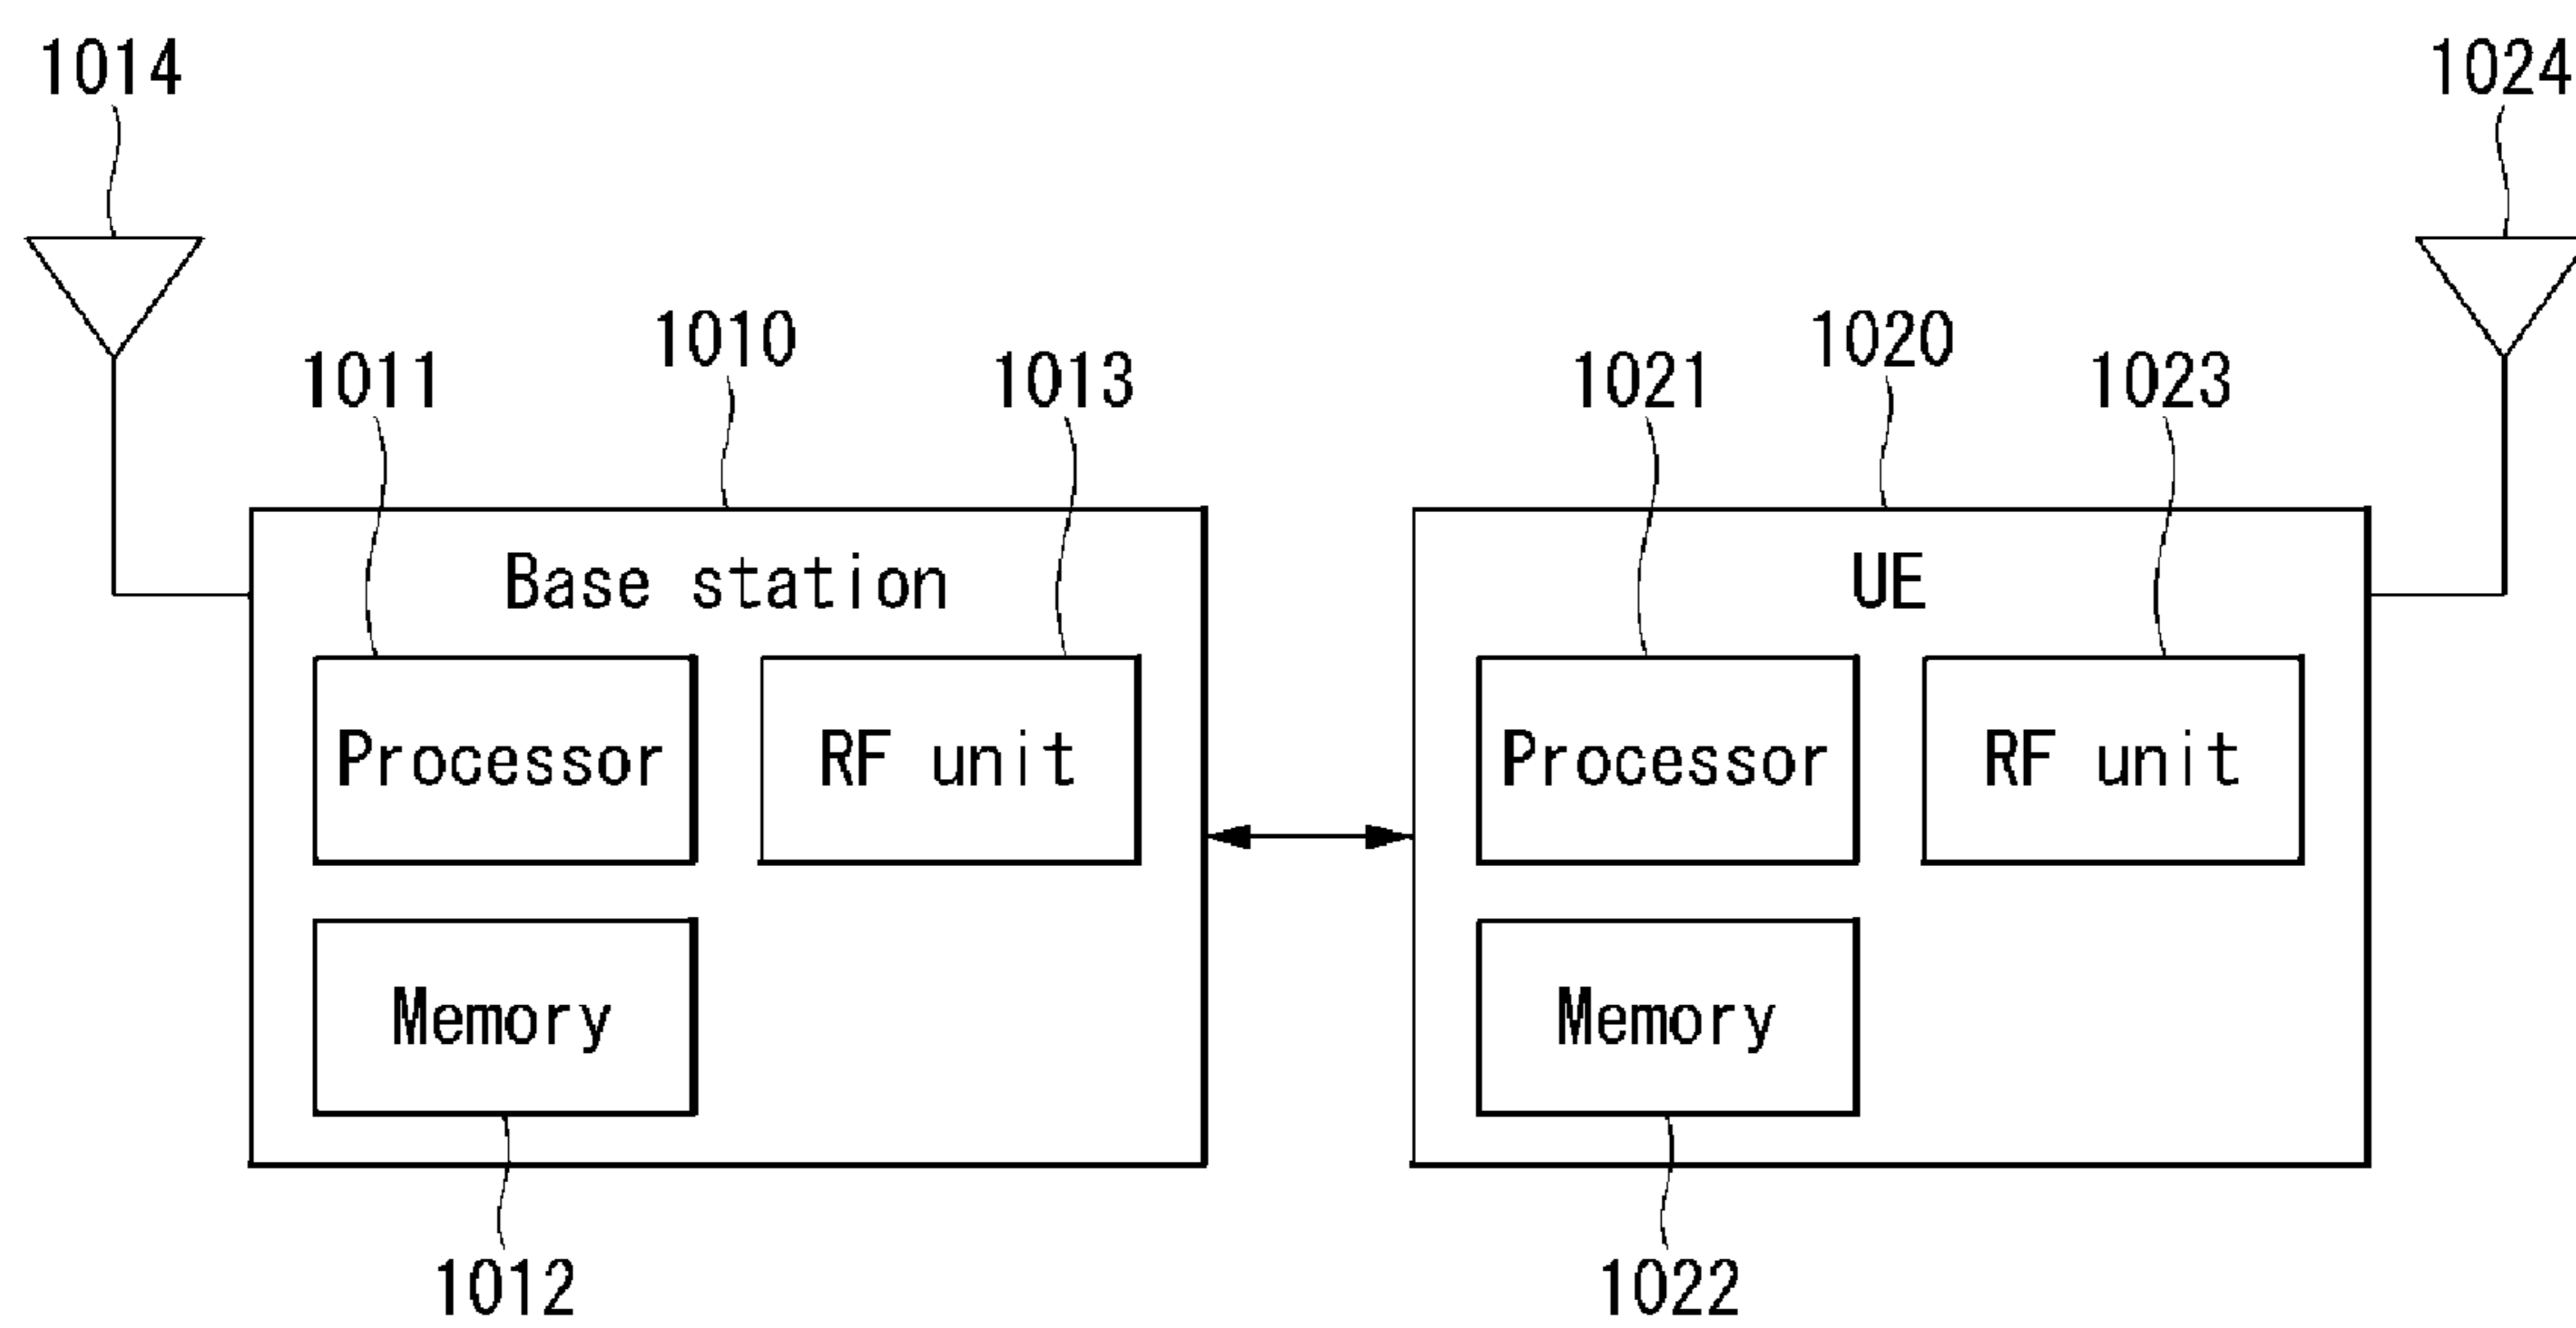 1014
1024
1010
1020
1011
1013
1021
1023
Base station
UE
Processor
RF unit
Processor
RF unit
Memory
Memory
1012
1022